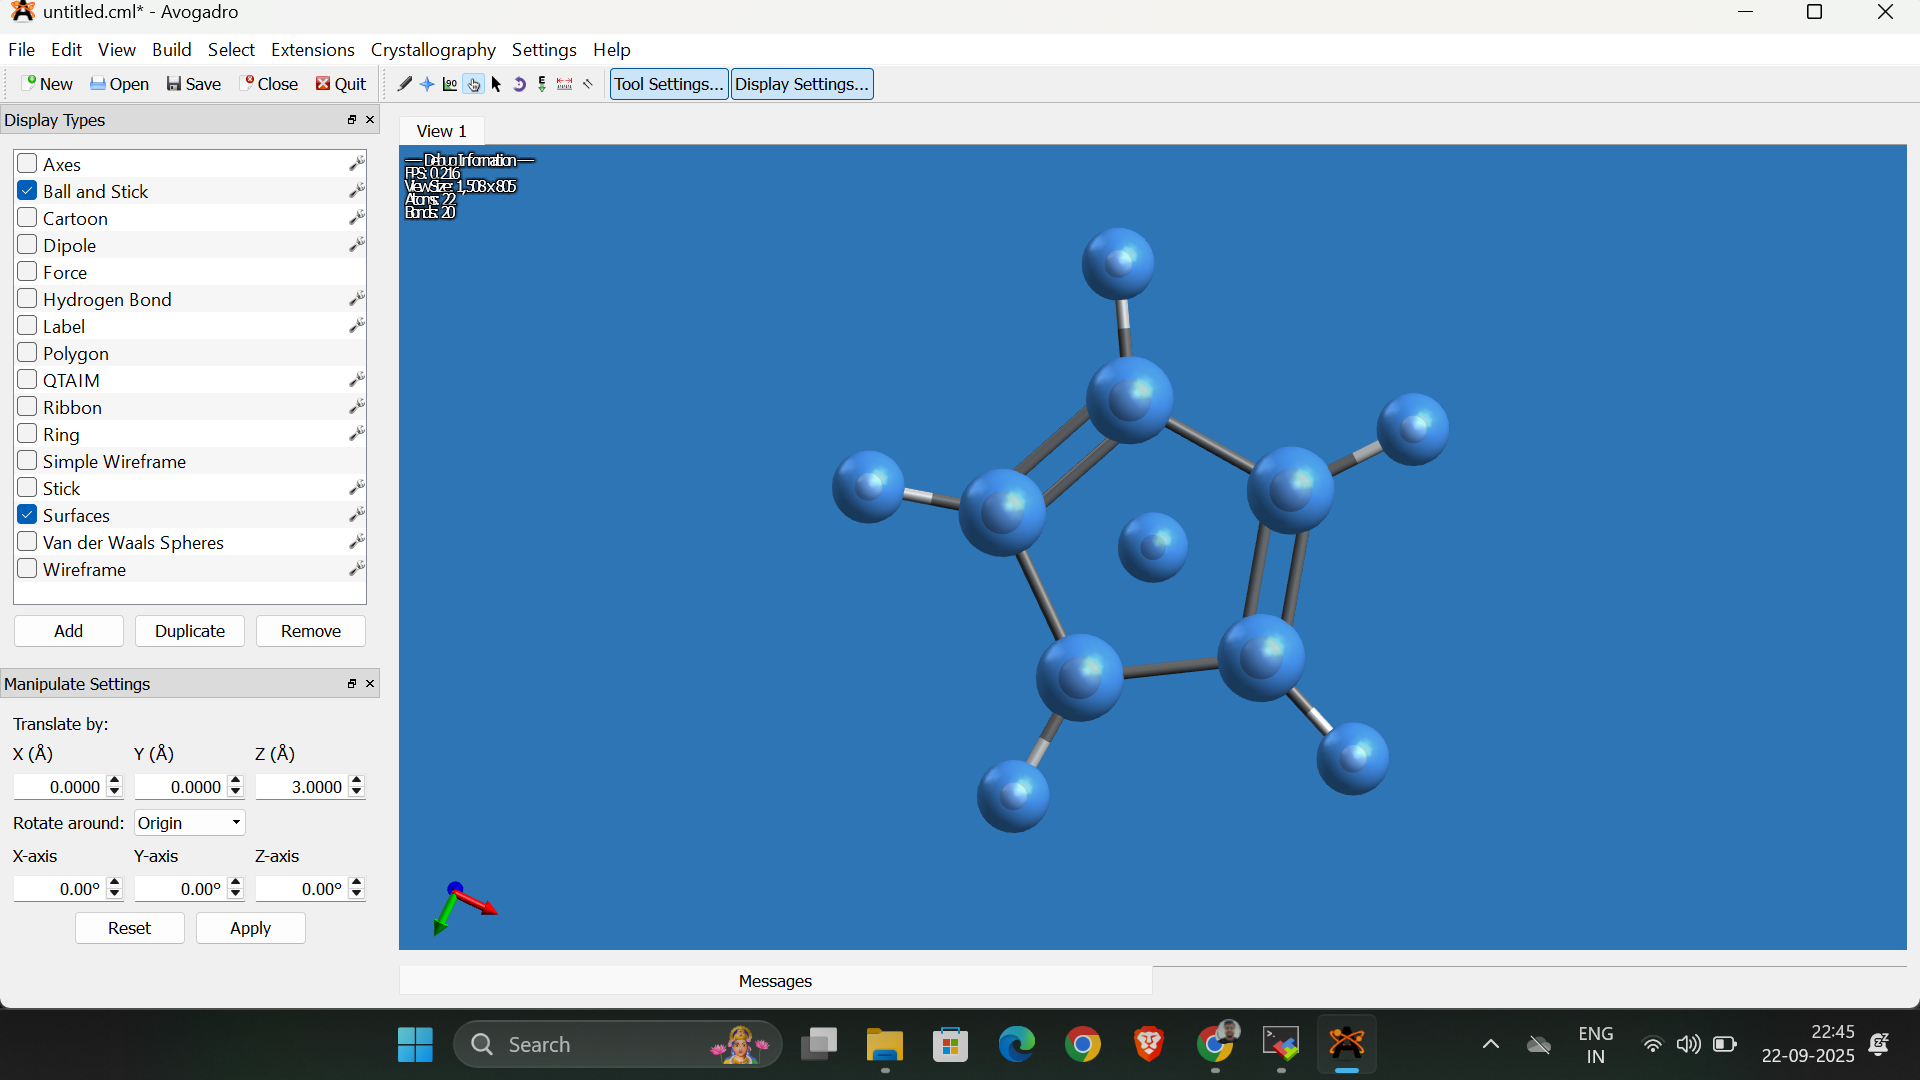 untitled.cml* - Avogadro
File Edit View Build Select Extensions Crystallography Settings Help
New Open Save Close Quit Tool Settings... Display Settings...
Display Types
View 1
--- Debug Information ---
FPS: 0.216
View Size: 1,508 x 805
Atoms: 22
Bonds: 20
Axes
Ball and Stick
Cartoon
Dipole
Force
Hydrogen Bond
Label
Polygon
QTAIM
Ribbon
Ring
Simple Wireframe
Stick
Surfaces
Van der Waals Spheres
Wireframe
Add Duplicate Remove
Manipulate Settings
Translate by:
X (Å) Y (Å) Z (Å)
0.0000 0.0000 3.0000
Rotate around: Origin
X-axis Y-axis Z-axis
0.00° 0.00° 0.00°
Reset Apply
Messages
Search
ENG
IN
22:45
22-09-2025